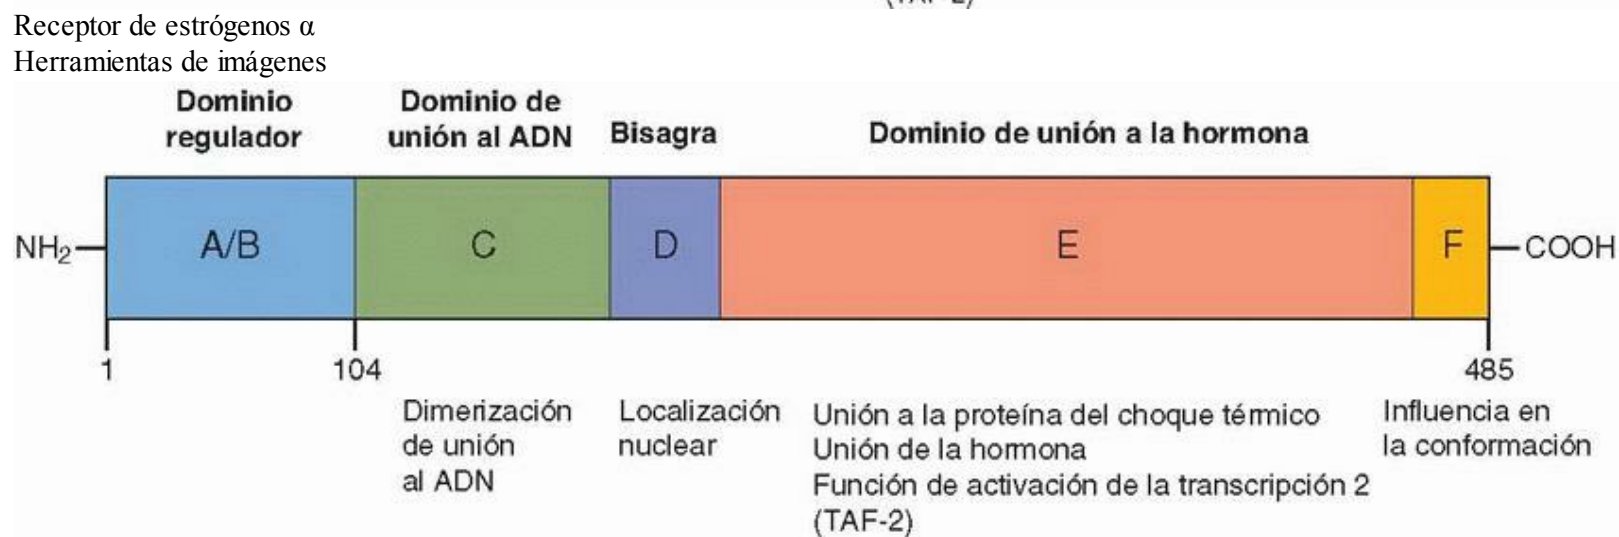 (TAF-2)
Receptor de estrógenos α
Herramientas de imágenes
Dominio
regulador
Dominio de
unión al ADN
Bisagra
Dominio de unión a la hormona
NH₂
A/B
C
D
E
F
COOH
1
104
485
Dimerización
de unión
al ADN
Localización
nuclear
Unión a la proteína del choque térmico
Unión de la hormona
Función de activación de la transcripción 2
(TAF-2)
Influencia en
la conformación